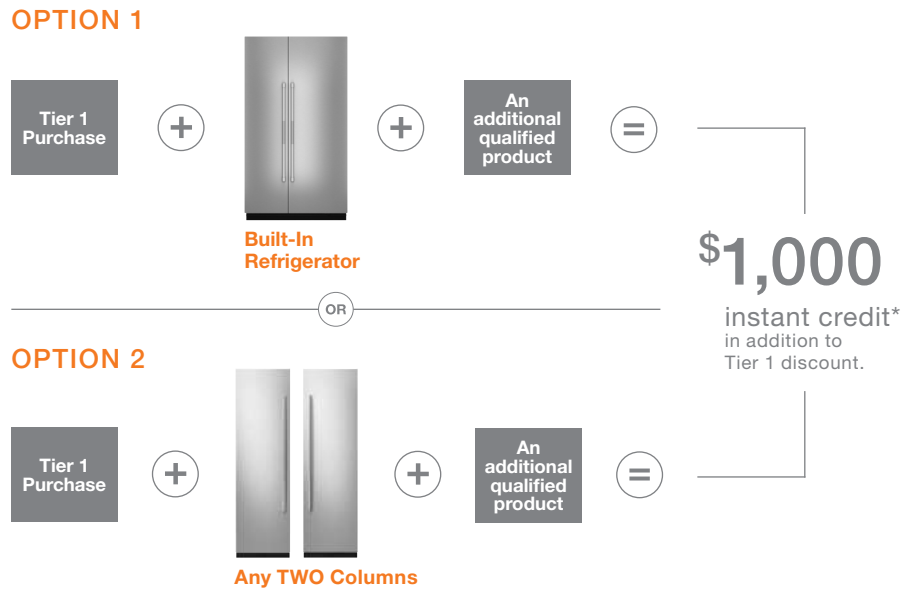 OPTION 1
Tier 1
Purchase
+
+
An
additional
qualified
product
=
Built-In
Refrigerator
$1,000
instant credit*
in addition to
Tier 1 discount.
OR
OPTION 2
Tier 1
Purchase
+
+
An
additional
qualified
product
=
Any TWO Columns